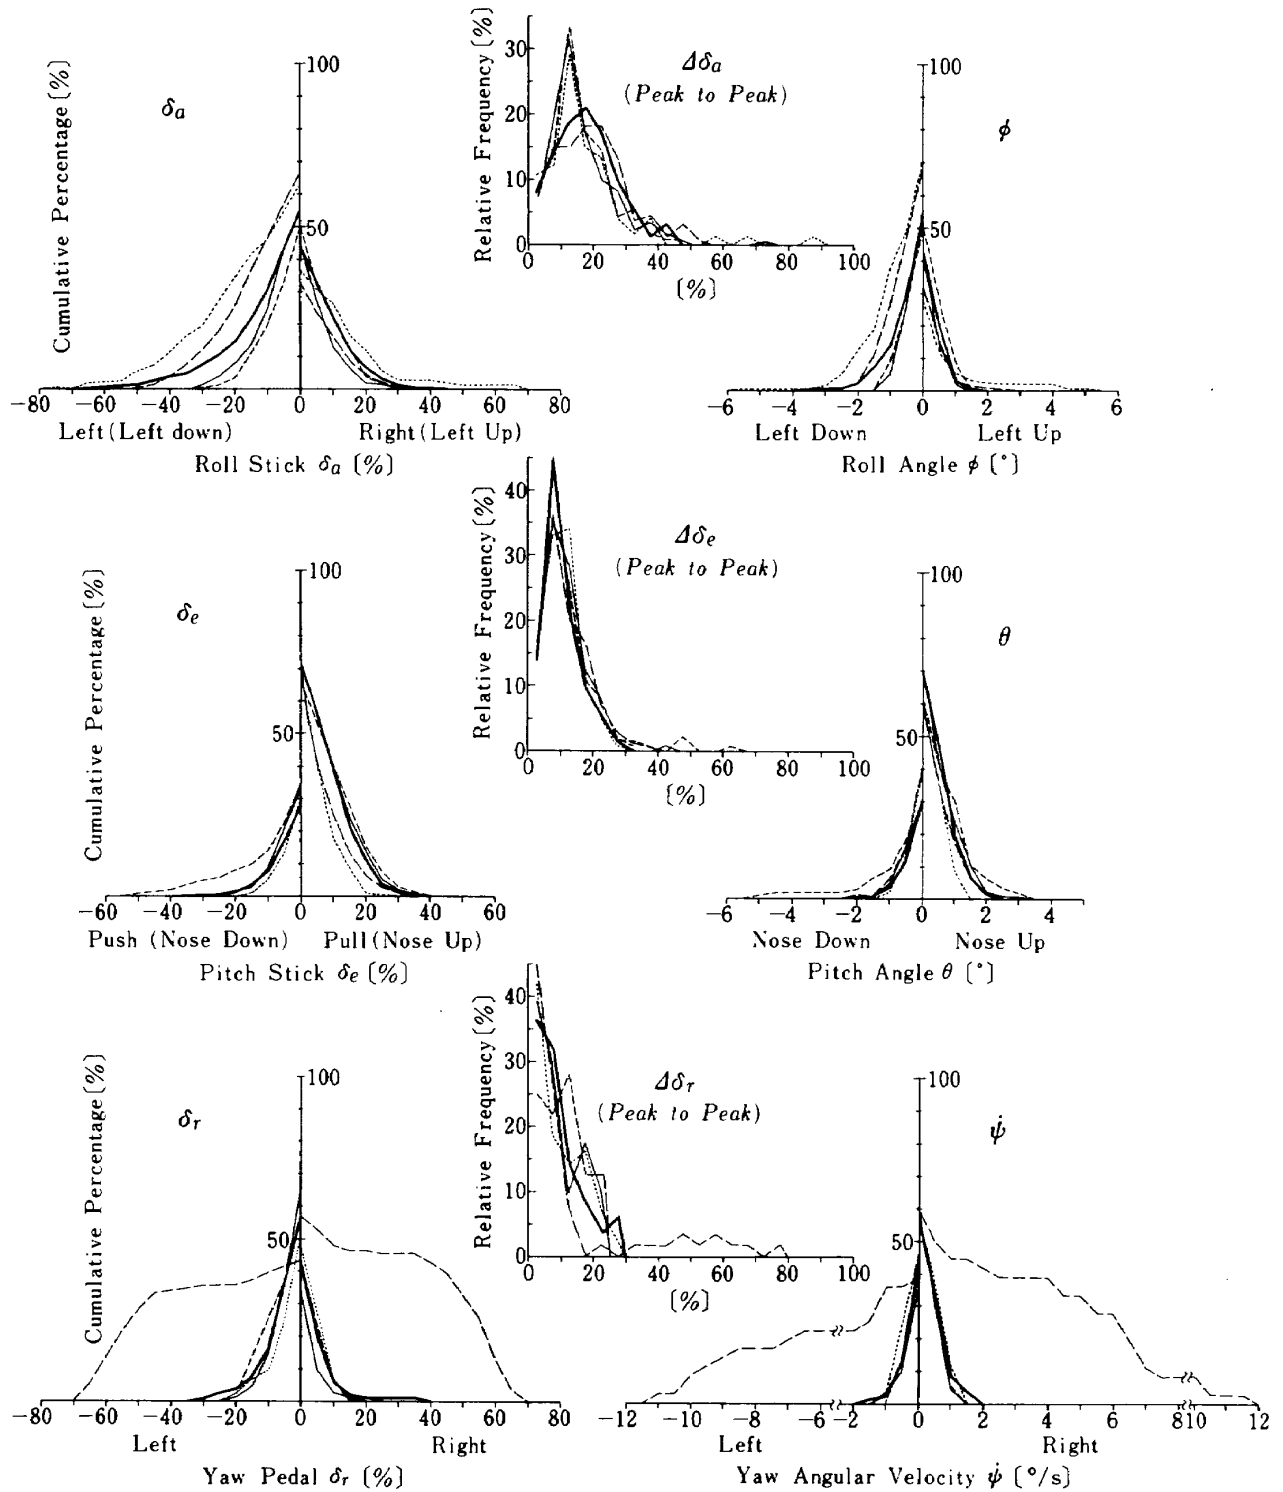 Cumulative Percentage [%]
δa
100
50
−80 −60 −40 −20 0 20 40 60 80
Left (Left down) Right (Left Up)
Roll Stick δa [%]
Relative Frequency [%]
30
20
10
0
Δδa
(Peak to Peak)
0 20 40 60 80 100
[%]
100
φ
50
−6 −4 −2 0 2 4 6
Left Down Left Up
Roll Angle φ [°]
Cumulative Percentage [%]
δe
100
50
−60 −40 −20 0 20 40 60
Push (Nose Down) Pull (Nose Up)
Pitch Stick δe [%]
Relative Frequency [%]
40
30
20
10
0
Δδe
(Peak to Peak)
0 20 40 60 80 100
[%]
100
θ
50
−6 −4 −2 0 2 4
Nose Down Nose Up
Pitch Angle θ [°]
Cumulative Percentage [%]
δr
100
50
−80 −60 −40 −20 0 20 40 60 80
Left Right
Yaw Pedal δr [%]
Relative Frequency [%]
40
30
20
10
0
Δδr
(Peak to Peak)
0 20 40 60 80 100
[%]
100
ψ̇
50
−12 −10 −8 −6 −2 0 2 4 6 8 10 12
Left Right
Yaw Angular Velocity ψ̇ [°/s]